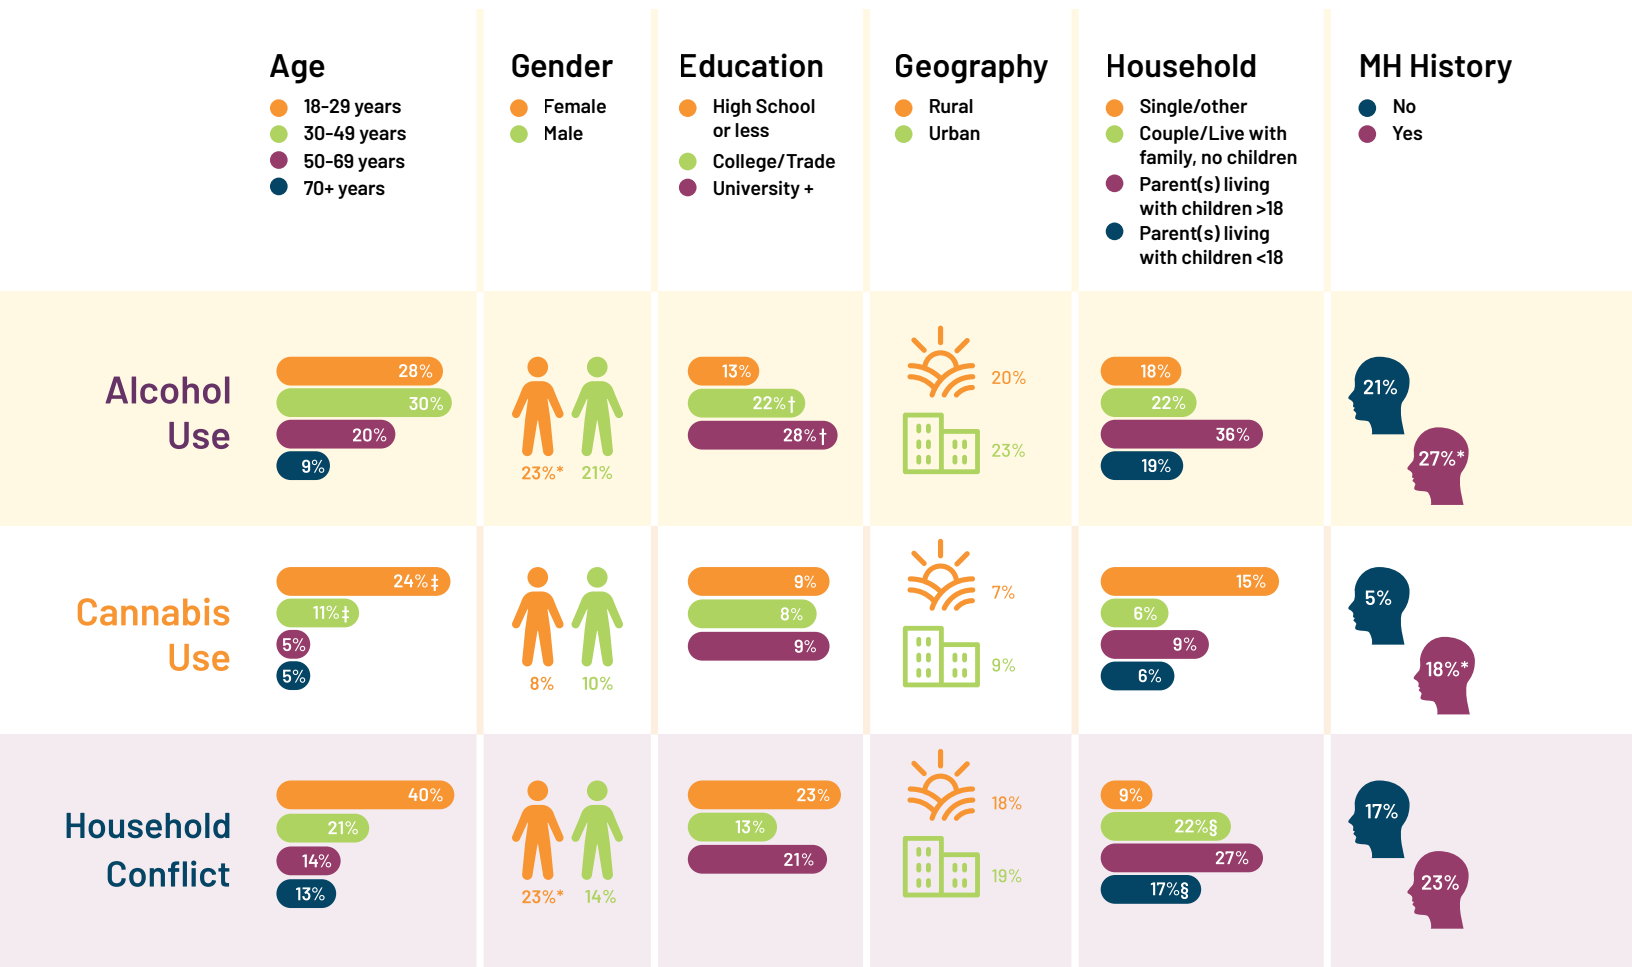 Age
18-29 years
30-49 years
50-69 years
70+ years
Gender
Female
Male
Education
High School
or less
College/Trade
University +
Geography
Rural
Urban
Household
Single/other
Couple/Live with
family, no children
Parent(s) living
with children >18
Parent(s) living
with children <18
MH History
No
Yes
Alcohol
Use
28%
30%
20%
9%
23%* 21%
13%
22%†
28%†
20%
23%
18%
22%
36%
19%
21%
27%*
Cannabis
Use
24%‡
11%‡
5%
5%
8% 10%
9%
8%
9%
7%
9%
15%
6%
9%
6%
5%
18%*
Household
Conflict
40%
21%
14%
13%
23%* 14%
23%
13%
21%
18%
19%
9%
22%§
27%
17%§
17%
23%